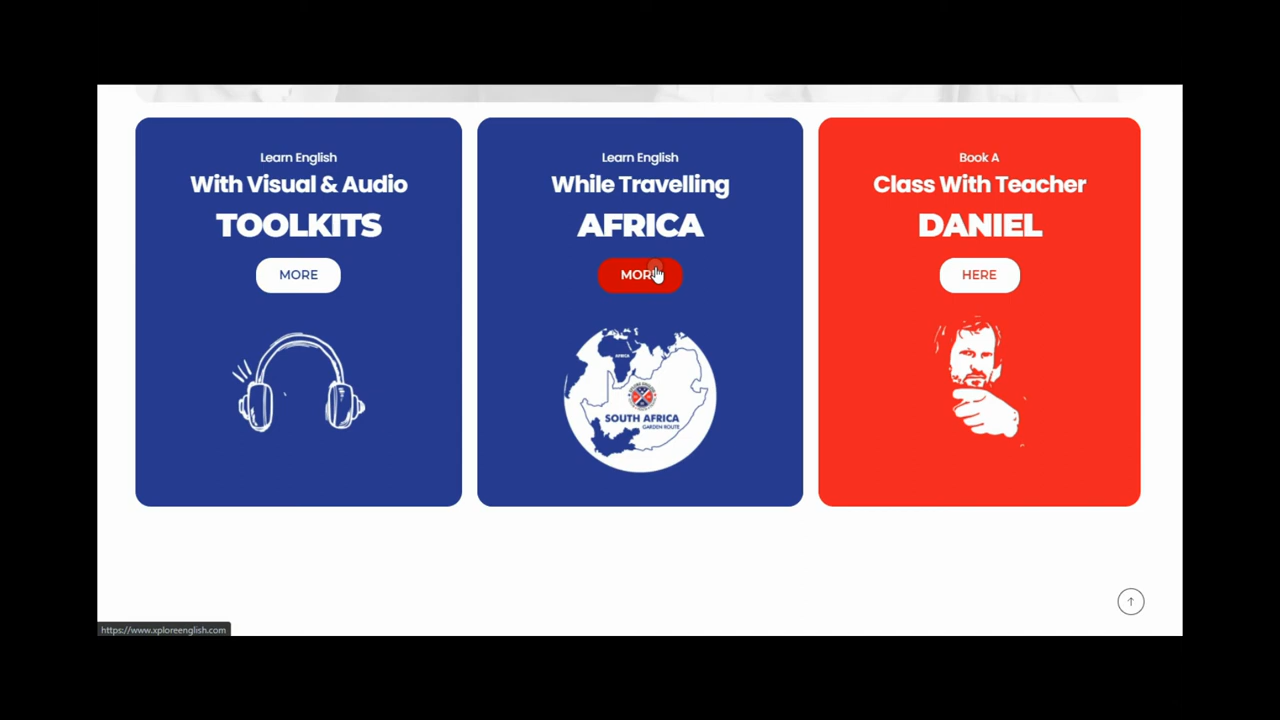 Learn English
With Visual & Audio
TOOLKITS
MORE
Learn English
While Travelling
AFRICA
MORE
AFRICA
SOUTH AFRICA
GARDEN ROUTE
Book A
Class With Teacher
DANIEL
HERE
https://www.xploreenglish.com